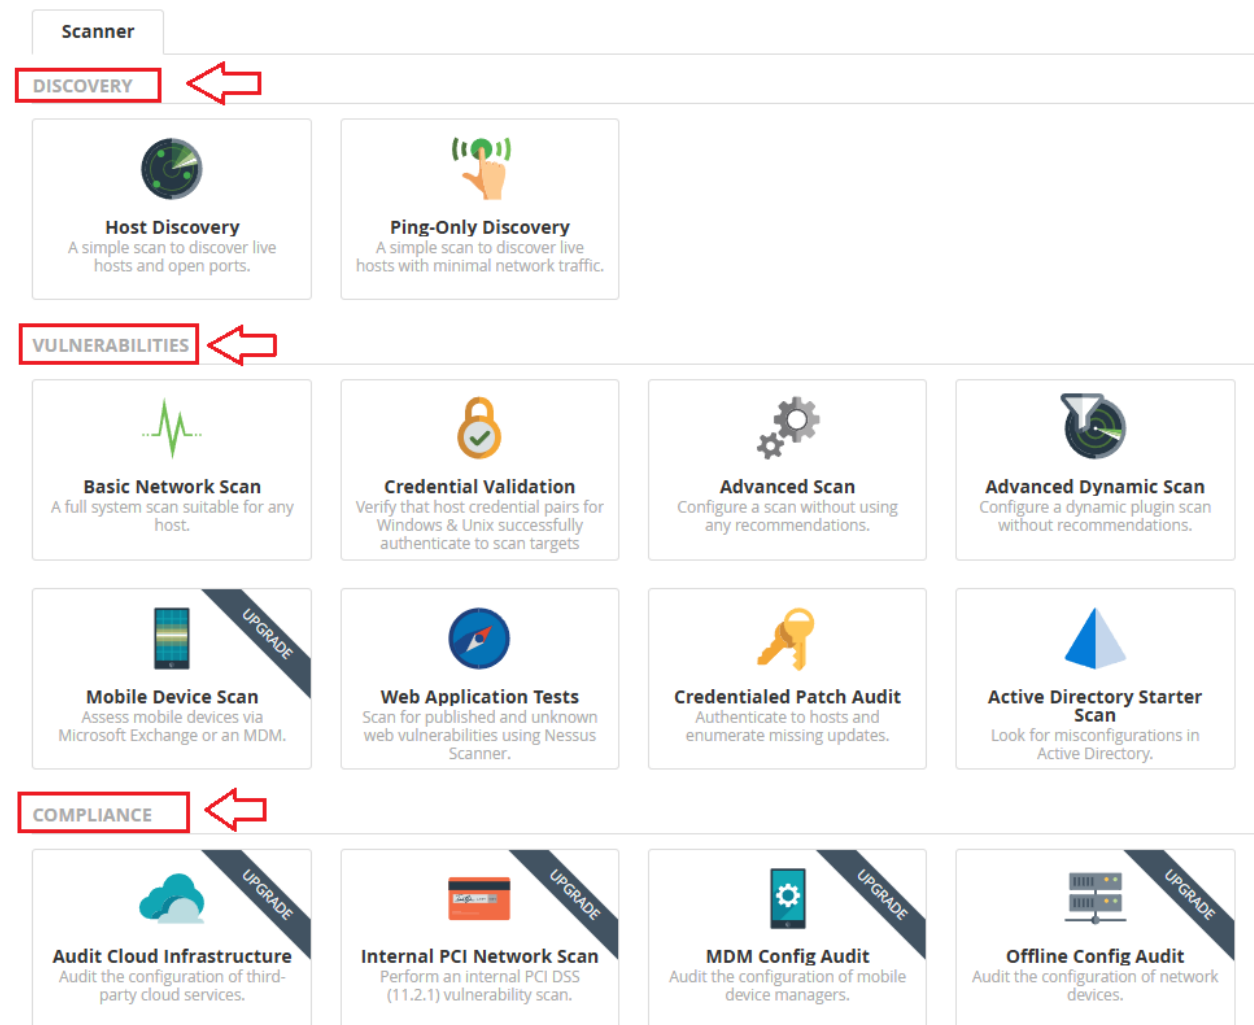 Scanner
DISCOVERY
Host Discovery
A simple scan to discover live
hosts and open ports.
Ping-Only Discovery
A simple scan to discover live
hosts with minimal network traffic.
VULNERABILITIES
Basic Network Scan
A full system scan suitable for any
host.
Credential Validation
Verify that host credential pairs for
Windows & Unix successfully
authenticate to scan targets
Advanced Scan
Configure a scan without using
any recommendations.
Advanced Dynamic Scan
Configure a dynamic plugin scan
without recommendations.
UPGRADE
Mobile Device Scan
Assess mobile devices via
Microsoft Exchange or an MDM.
Web Application Tests
Scan for published and unknown
web vulnerabilities using Nessus
Scanner.
Credentialed Patch Audit
Authenticate to hosts and
enumerate missing updates.
Active Directory Starter
Scan
Look for misconfigurations in
Active Directory.
COMPLIANCE
UPGRADE
Audit Cloud Infrastructure
Audit the configuration of third-
party cloud services.
UPGRADE
Internal PCI Network Scan
Perform an internal PCI DSS
(11.2.1) vulnerability scan.
UPGRADE
MDM Config Audit
Audit the configuration of mobile
device managers.
UPGRADE
Offline Config Audit
Audit the configuration of network
devices.